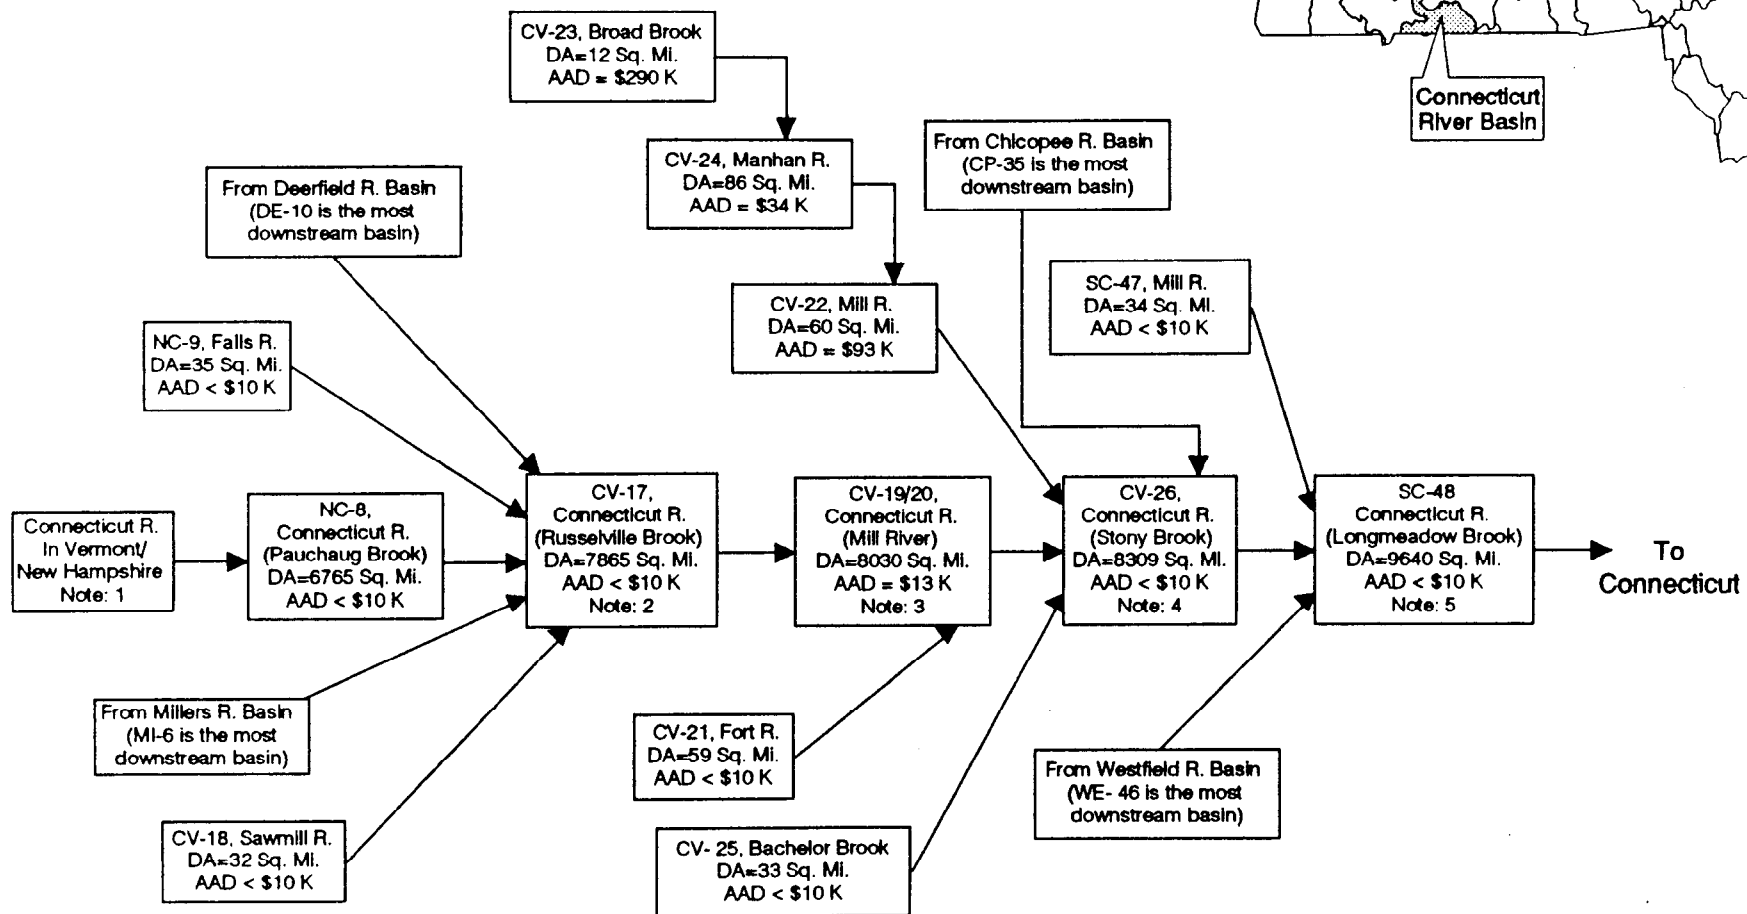 CV-23, Broad Brook
DA=12 Sq. Mi.
AAD = $290 K
Connecticut
River Basin
CV-24, Manhan R.
DA=86 Sq. Mi.
AAD = $34 K
From Chicopee R. Basin
(CP-35 is the most
downstream basin)
From Deerfield R. Basin
(DE-10 is the most
downstream basin)
CV-22, Mill R.
DA=60 Sq. Mi.
AAD = $93 K
SC-47, Mill R.
DA=34 Sq. Mi.
AAD < $10 K
NC-9, Falls R.
DA=35 Sq. Mi.
AAD < $10 K
Connecticut R.
In Vermont/
New Hampshire
Note: 1
NC-8,
Connecticut R.
(Pauchaug Brook)
DA=6765 Sq. Mi.
AAD < $10 K
CV-17,
Connecticut R.
(Russelville Brook)
DA=7865 Sq. Mi.
AAD < $10 K
Note: 2
CV-19/20,
Connecticut R.
(Mill River)
DA=8030 Sq. Mi.
AAD = $13 K
Note: 3
CV-26,
Connecticut R.
(Stony Brook)
DA=8309 Sq. Mi.
AAD < $10 K
Note: 4
SC-48
Connecticut R.
(Longmeadow Brook)
DA=9640 Sq. Mi.
AAD < $10 K
Note: 5
To
Connecticut
From Millers R. Basin
(MI-6 is the most
downstream basin)
CV-21, Fort R.
DA=59 Sq. Mi.
AAD < $10 K
From Westfield R. Basin
(WE- 46 is the most
downstream basin)
CV-18, Sawmill R.
DA=32 Sq. Mi.
AAD < $10 K
CV- 25, Bachelor Brook
DA=33 Sq. Mi.
AAD < $10 K